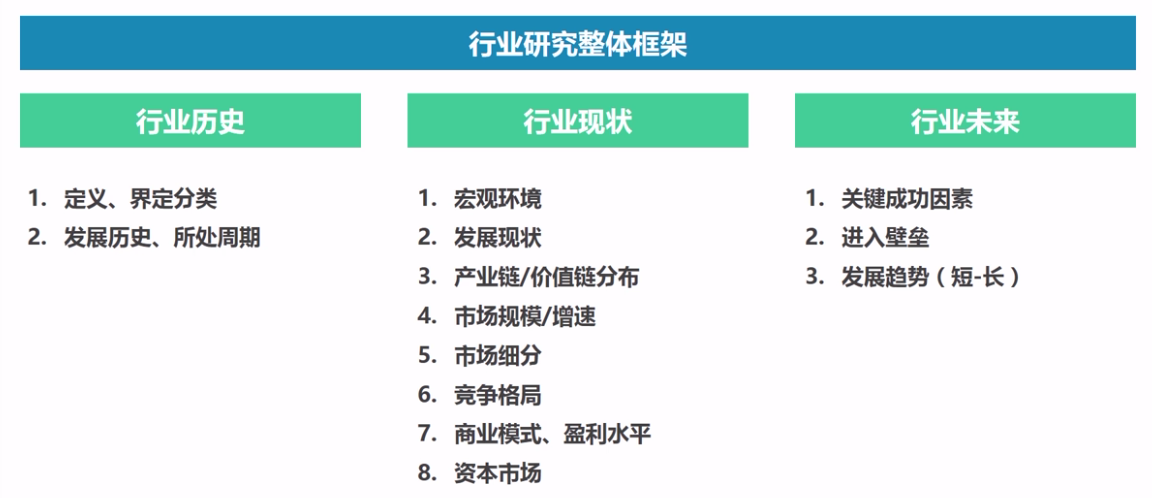 行业研究整体框架
行业历史
1. 定义、界定分类
2. 发展历史、所处周期
行业现状
1. 宏观环境
2. 发展现状
3. 产业链/价值链分布
4. 市场规模/增速
5. 市场细分
6. 竞争格局
7. 商业模式、盈利水平
8. 资本市场
行业未来
1. 关键成功因素
2. 进入壁垒
3. 发展趋势（短-长）